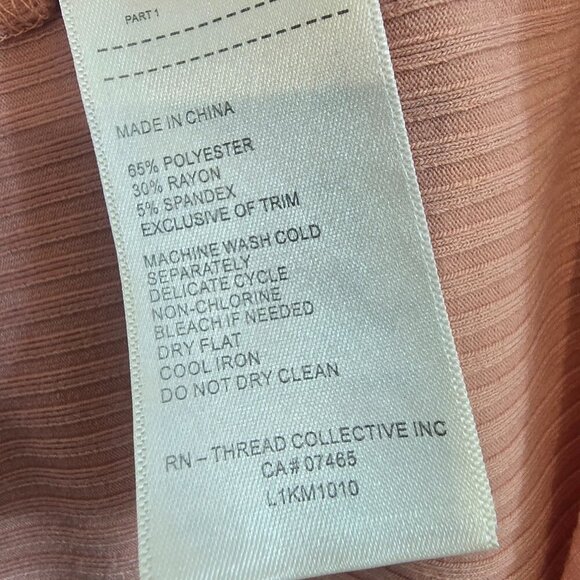 PART 1
MADE IN CHINA
65% POLYESTER
30% RAYON
5% SPANDEX
EXCLUSIVE OF TRIM
MACHINE WASH COLD
SEPARATELY
DELICATE CYCLE
NON-CHLORINE
BLEACH IF NEEDED
DRY FLAT
COOL IRON
DO NOT DRY CLEAN
RN – THREAD COLLECTIVE INC
CA# 07465
L1KM1010